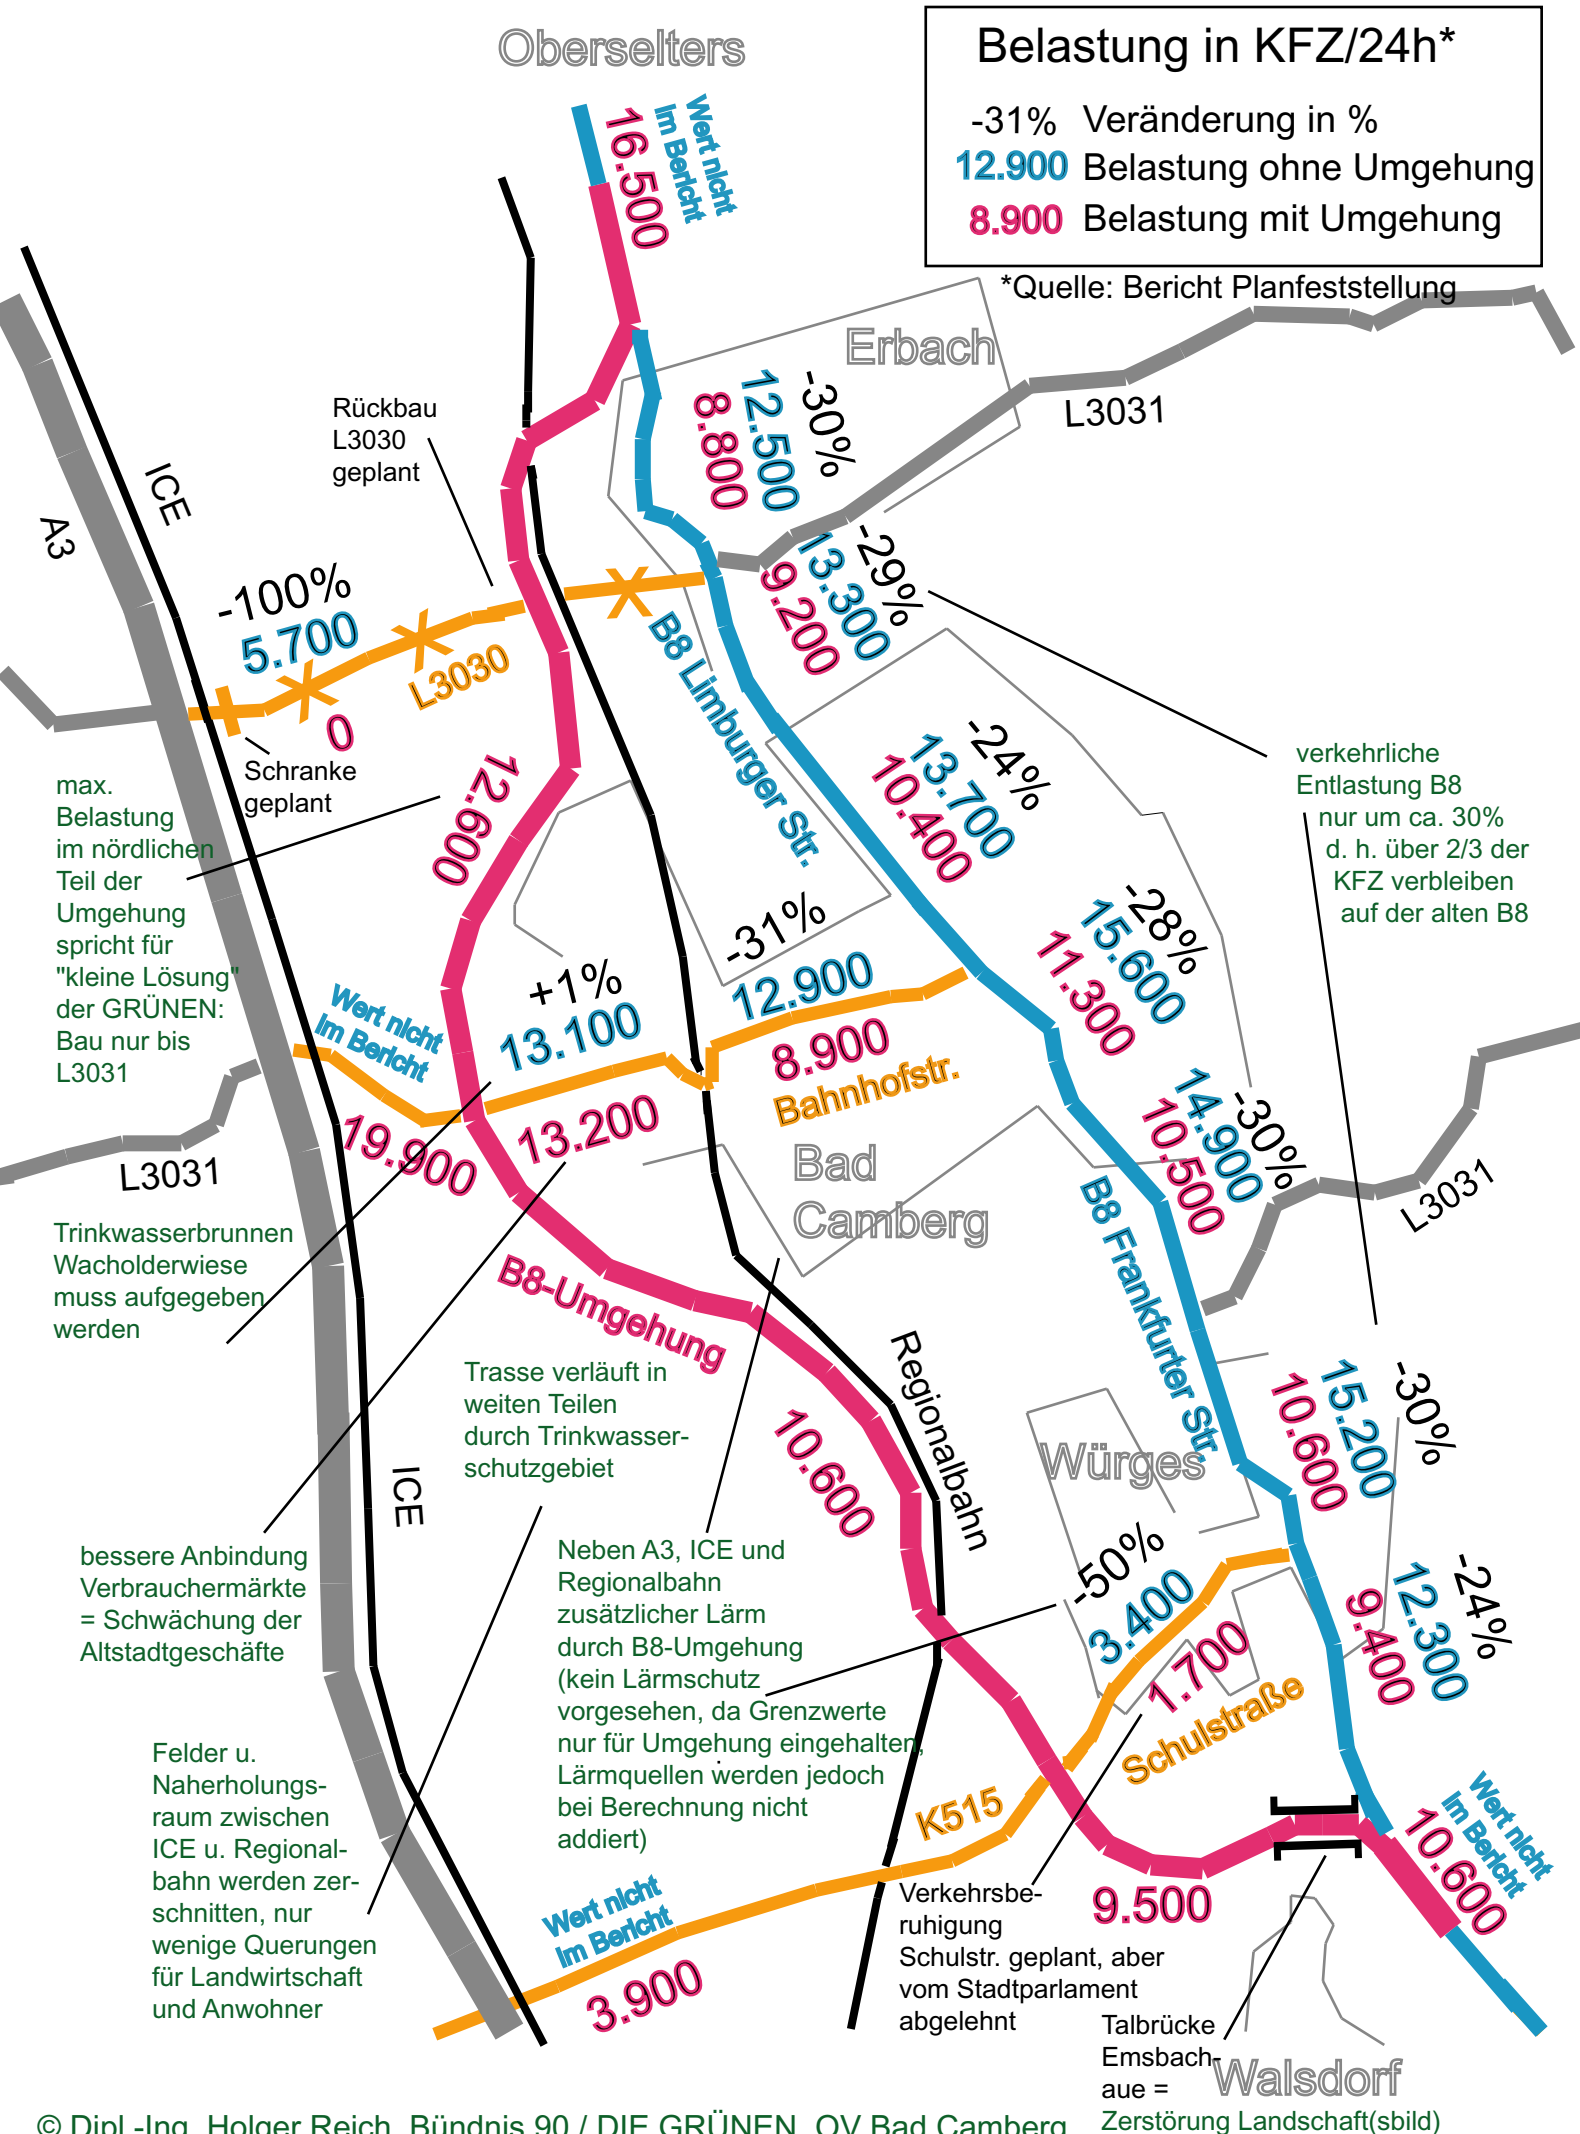 Oberselters
Belastung in KFZ/24h*
-31% Veränderung in %
12.900 Belastung ohne Umgehung
8.900 Belastung mit Umgehung
*Quelle: Bericht Planfeststellung
16.500
Wert nicht
im Bericht
Erbach
L3031
-30%
12.500
8.800
Rückbau
L3030
geplant
ICE
A3
-100%
5.700
L3030
0
Schranke
geplant
-29%
13.300
9.200
B8 Limburger Str.
-24%
13.700
10.400
verkehrliche
Entlastung B8
nur um ca. 30%
d. h. über 2/3 der
KFZ verbleiben
auf der alten B8
max.
Belastung
im nördlichen
Teil der
Umgehung
spricht für
"kleine Lösung"
der GRÜNEN:
Bau nur bis
L3031
12.600
-28%
15.600
11.300
-31%
12.900
8.900
Bahnhofstr.
+1%
13.100
13.200
Wert nicht
im Bericht
19.900
L3031
Bad
Camberg
-30%
14.900
10.500
L3031
B8 Frankfurter Str.
Trinkwasserbrunnen
Wacholderwiese
muss aufgegeben
werden
B8-Umgehung
Regionalbahn
Trasse verläuft in
weiten Teilen
durch Trinkwasser-
schutzgebiet
10.600
-30%
15.200
10.600
Würges
ICE
bessere Anbindung
Verbrauchermärkte
= Schwächung der
Altstadtgeschäfte
Neben A3, ICE und
Regionalbahn
zusätzlicher Lärm
durch B8-Umgehung
(kein Lärmschutz
vorgesehen, da Grenzwerte
nur für Umgehung eingehalten,
Lärmquellen werden jedoch
bei Berechnung nicht
addiert)
-50%
3.400
1.700
Schulstraße
-24%
12.300
9.400
Felder u.
Naherholungs-
raum zwischen
ICE u. Regional-
bahn werden zer-
schnitten, nur
wenige Querungen
für Landwirtschaft
und Anwohner
K515
Wert nicht
im Bericht
3.900
Wert nicht
im Bericht
10.600
9.500
Verkehrsbe-
ruhigung
Schulstr. geplant, aber
vom Stadtparlament
abgelehnt
Talbrücke
Emsbach-
aue =
Zerstörung Landschaft(sbild)
Walsdorf
© Dipl.-Ing. Holger Reich, Bündnis 90 / DIE GRÜNEN, OV Bad Camberg